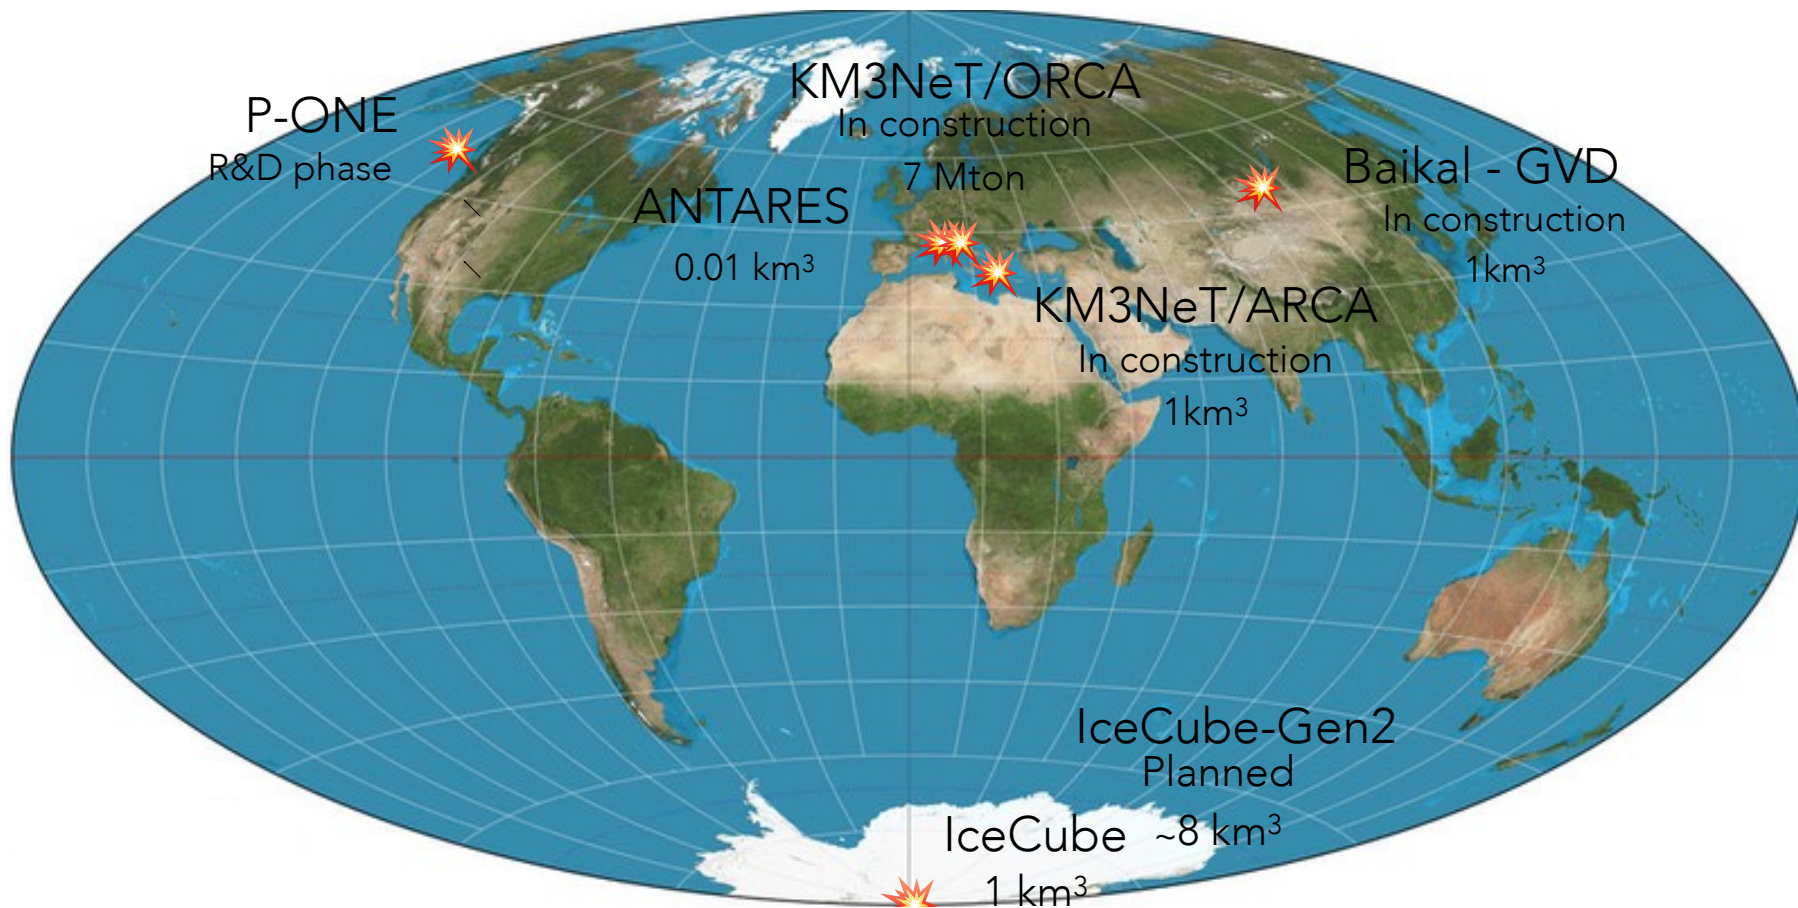 P-ONE
R&D phase
KM3NeT/ORCA
In construction
7 Mton
ANTARES
0.01 km³
Baikal - GVD
In construction
1km³
KM3NeT/ARCA
In construction
1km³
IceCube-Gen2
Planned
~8 km³
IceCube
1 km³